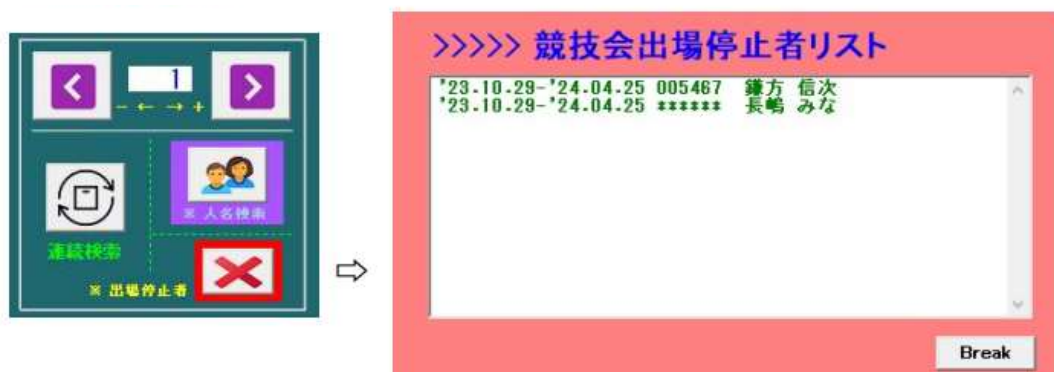 1
- ← → +
※ 人名検索
連続検索
※ 出場停止者
⇨
>>>>> 競技会出場停止者リスト
'23.10.29-'24.04.25 005467 鎌方 信次
'23.10.29-'24.04.25 ****** 長嶋 みな
Break